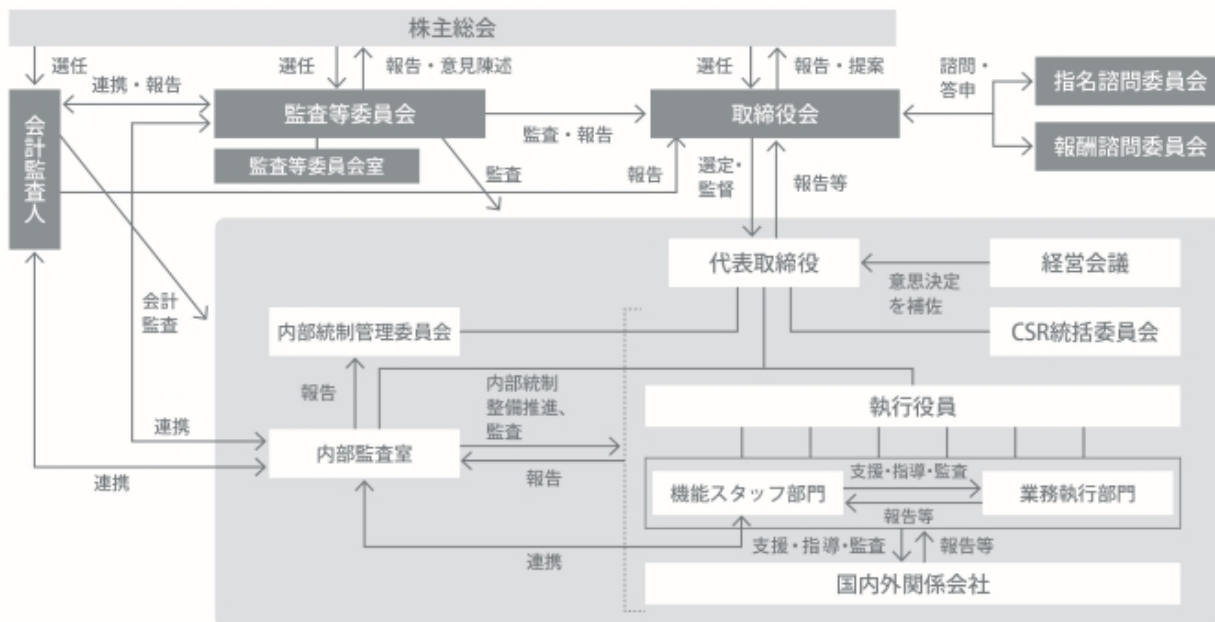 株主総会
選任
選任
報告・意見陳述
選任
報告・提案
諮問・
答申
指名諮問委員会
連携・報告
会計監査人
監査等委員会
取締役会
監査・報告
報酬諮問委員会
監査等委員会室
監査
報告
選定・
監督
報告等
代表取締役
経営会議
意思決定
を補佐
会計
監査
内部統制管理委員会
CSR統括委員会
報告
内部統制
整備推進、
監査
執行役員
連携
内部監査室
連携
報告
支援・指導・監査
機能スタッフ部門
業務執行部門
報告等
連携
支援・指導・監査
報告等
国内外関係会社